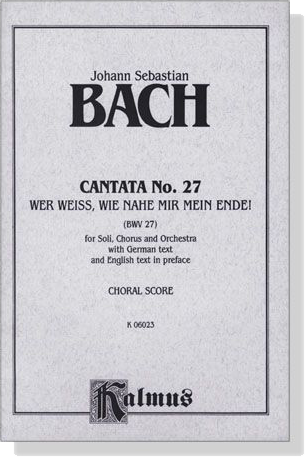 Johann Sebastian
BACH
CANTATA No. 27
WER WEISS, WIE NAHE MIR MEIN ENDE!
(BWV 27)
for Soli, Chorus and Orchestra
with German text
and English text in preface
CHORAL SCORE
K 06023
Kalmus